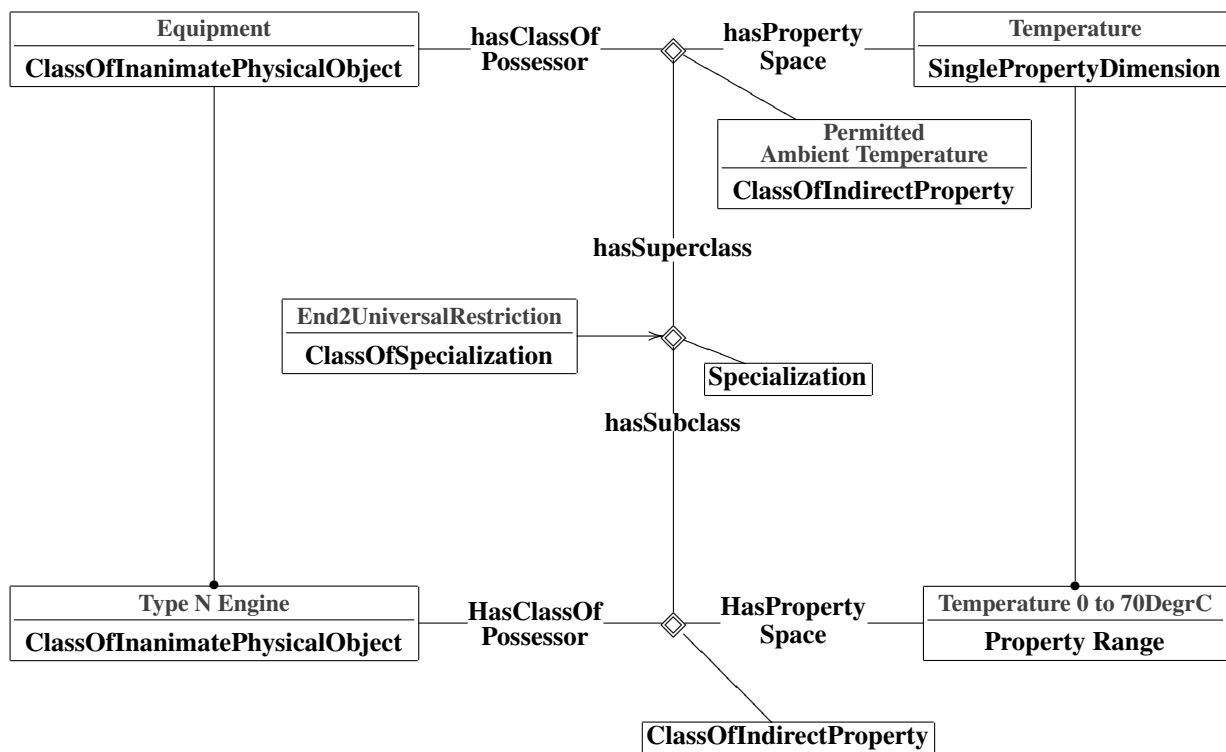 Equipment
ClassOfInanimatePhysicalObject
hasClassOf
Possessor
hasProperty
Space
Temperature
SinglePropertyDimension
Permitted
Ambient Temperature
ClassOfIndirectProperty
hasSuperclass
End2UniversalRestriction
ClassOfSpecialization
Specialization
hasSubclass
Type N Engine
ClassOfInanimatePhysicalObject
HasClassOf
Possessor
HasProperty
Space
Temperature 0 to 70DegrC
Property Range
ClassOfIndirectProperty